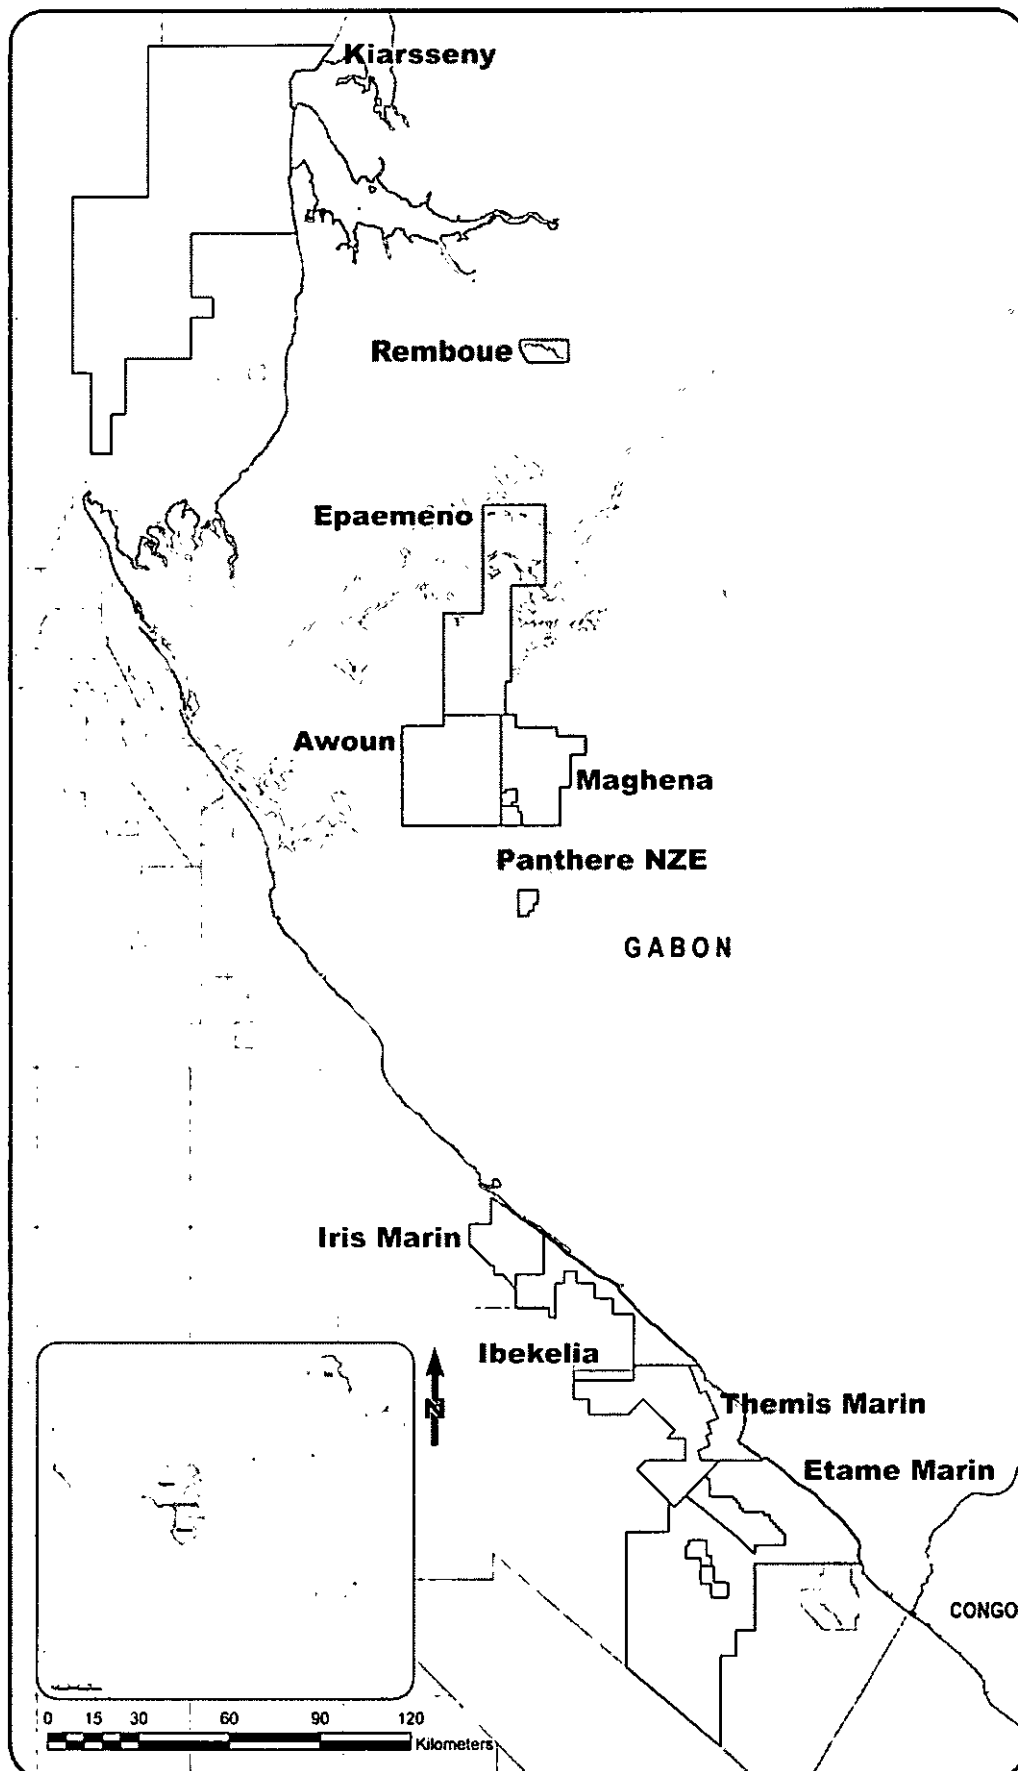 Kiarsseny
Remboue
Epaemeno
Awoun
Maghena
Panthere NZE
GABON
Iris Marin
Ibekelia
N
Themis Marin
Etame Marin
CONGO
0 15 30 60 90 120
Kilometers